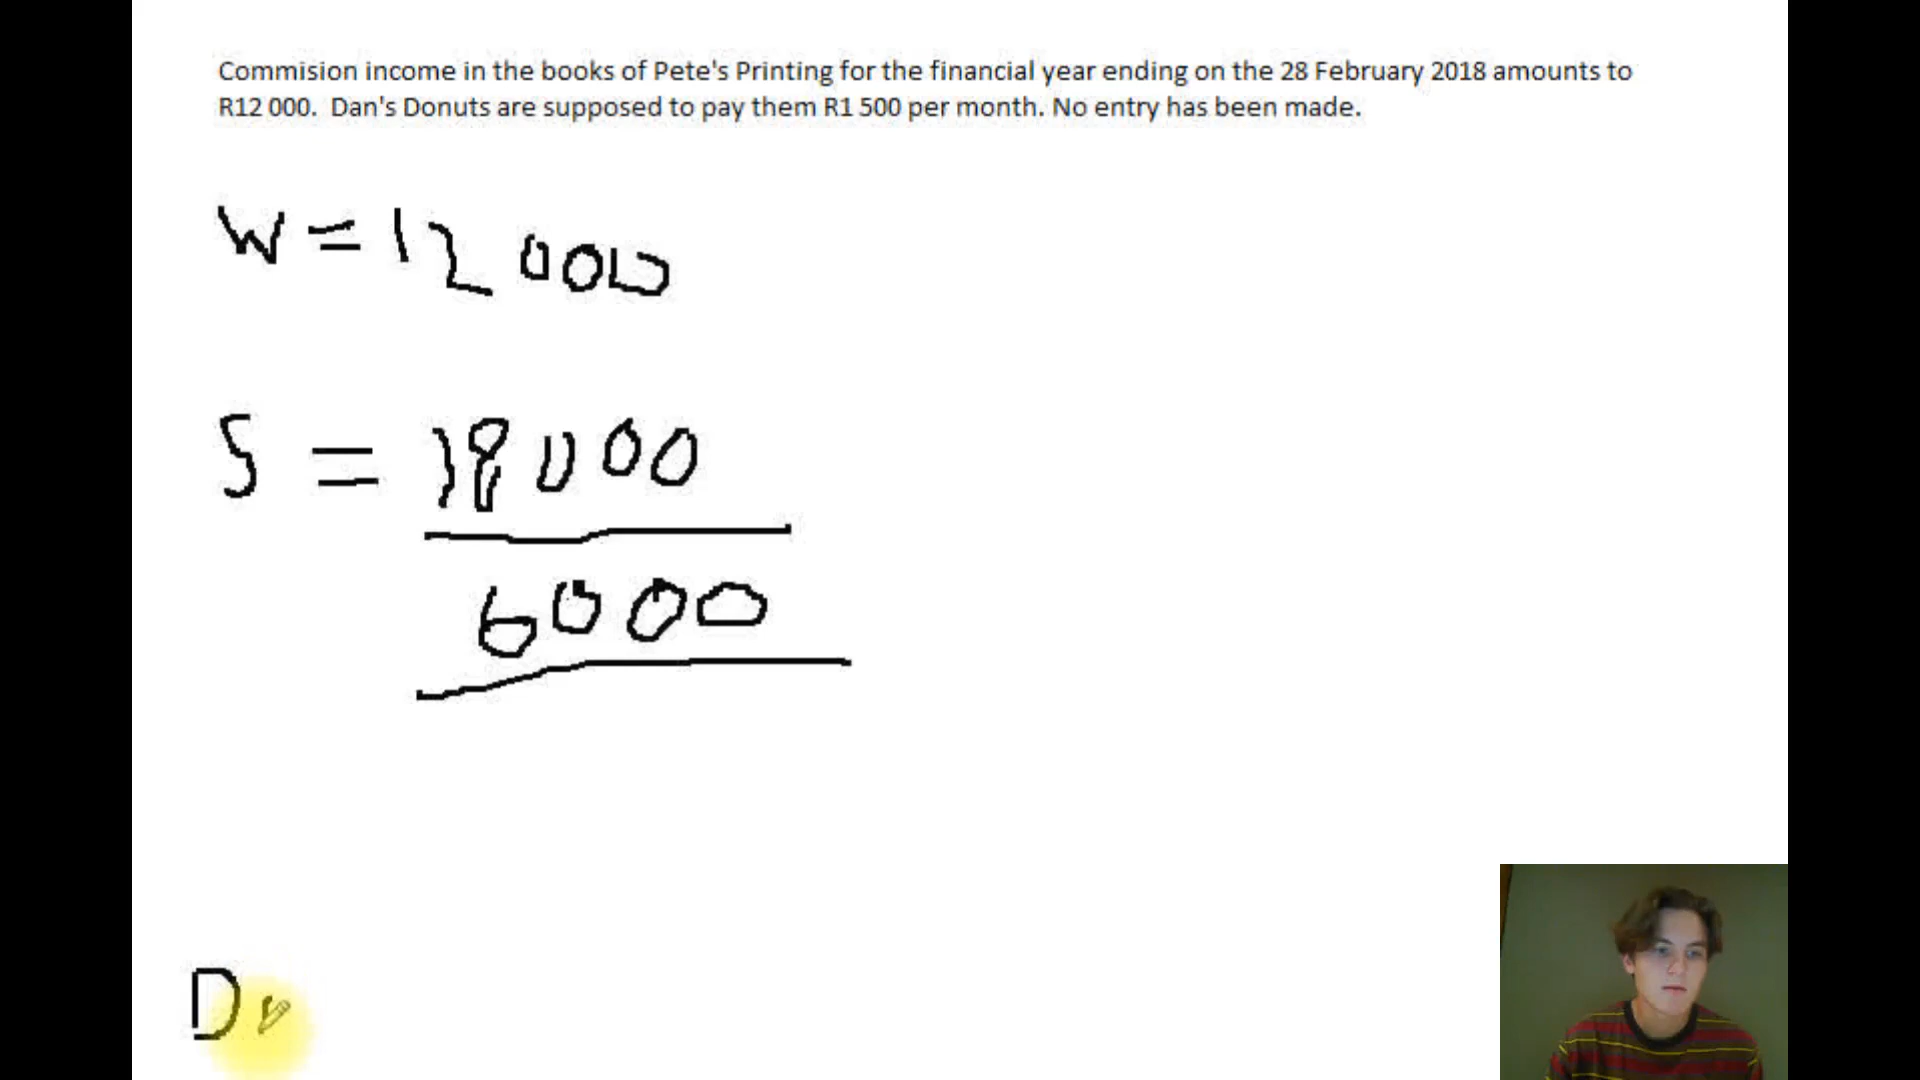 Commision income in the books of Pete's Printing for the financial year ending on the 28 February 2018 amounts to
R12 000. Dan's Donuts are supposed to pay them R1 500 per month. No entry has been made.
W = 12 000
S = 18 000
6000
D